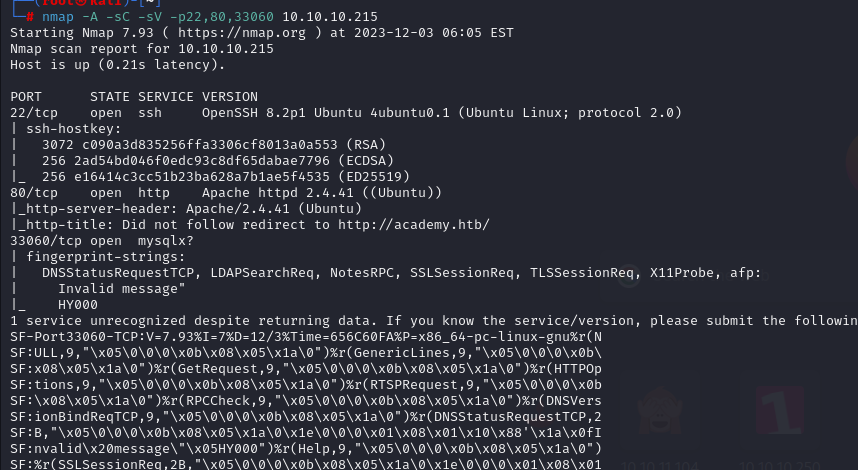 (root㉿kali)-[~]
# nmap -A -sC -sV -p22,80,33060 10.10.10.215
Starting Nmap 7.93 ( https://nmap.org ) at 2023-12-03 06:05 EST
Nmap scan report for 10.10.10.215
Host is up (0.21s latency).
PORT      STATE SERVICE VERSION
22/tcp    open  ssh     OpenSSH 8.2p1 Ubuntu 4ubuntu0.1 (Ubuntu Linux; protocol 2.0)
| ssh-hostkey:
|   3072 c090a3d835256ffa3306cf8013a0a553 (RSA)
|   256 2ad54bd046f0edc93c8df65dabae7796 (ECDSA)
|_  256 e16414c3cc51b23ba628a7b1ae5f4535 (ED25519)
80/tcp    open  http    Apache httpd 2.4.41 ((Ubuntu))
|_http-server-header: Apache/2.4.41 (Ubuntu)
|_http-title: Did not follow redirect to http://academy.htb/
33060/tcp open  mysqlx?
| fingerprint-strings:
|   DNSStatusRequestTCP, LDAPSearchReq, NotesRPC, SSLSessionReq, TLSSessionReq, X11Probe, afp:
|     Invalid message"
|_    HY000
1 service unrecognized despite returning data. If you know the service/version, please submit the followin
SF-Port33060-TCP:V=7.93%I=7%D=12/3%Time=656C60FA%P=x86_64-pc-linux-gnu%r(N
SF:ULL,9,"\x05\0\0\0\x0b\x08\x05\x1a\0")%r(GenericLines,9,"\x05\0\0\0\x0b\
SF:x08\x05\x1a\0")%r(GetRequest,9,"\x05\0\0\0\x0b\x08\x05\x1a\0")%r(HTTPOp
SF:tions,9,"\x05\0\0\0\x0b\x08\x05\x1a\0")%r(RTSPRequest,9,"\x05\0\0\0\x0b
SF:\x08\x05\x1a\0")%r(RPCCheck,9,"\x05\0\0\0\x0b\x08\x05\x1a\0")%r(DNSVers
SF:ionBindReqTCP,9,"\x05\0\0\0\x0b\x08\x05\x1a\0")%r(DNSStatusRequestTCP,2
SF:B,"\x05\0\0\0\x0b\x08\x05\x1a\0\x1e\0\0\0\x01\x08\x01\x10\x88'\x1a\x0fI
SF:nvalid\x20message\"\x05HY000")%r(Help,9,"\x05\0\0\0\x0b\x08\x05\x1a\0")
SF:%r(SSLSessionReq,2B,"\x05\0\0\0\x0b\x08\x05\x1a\0\x1e\0\0\0\x01\x08\x01